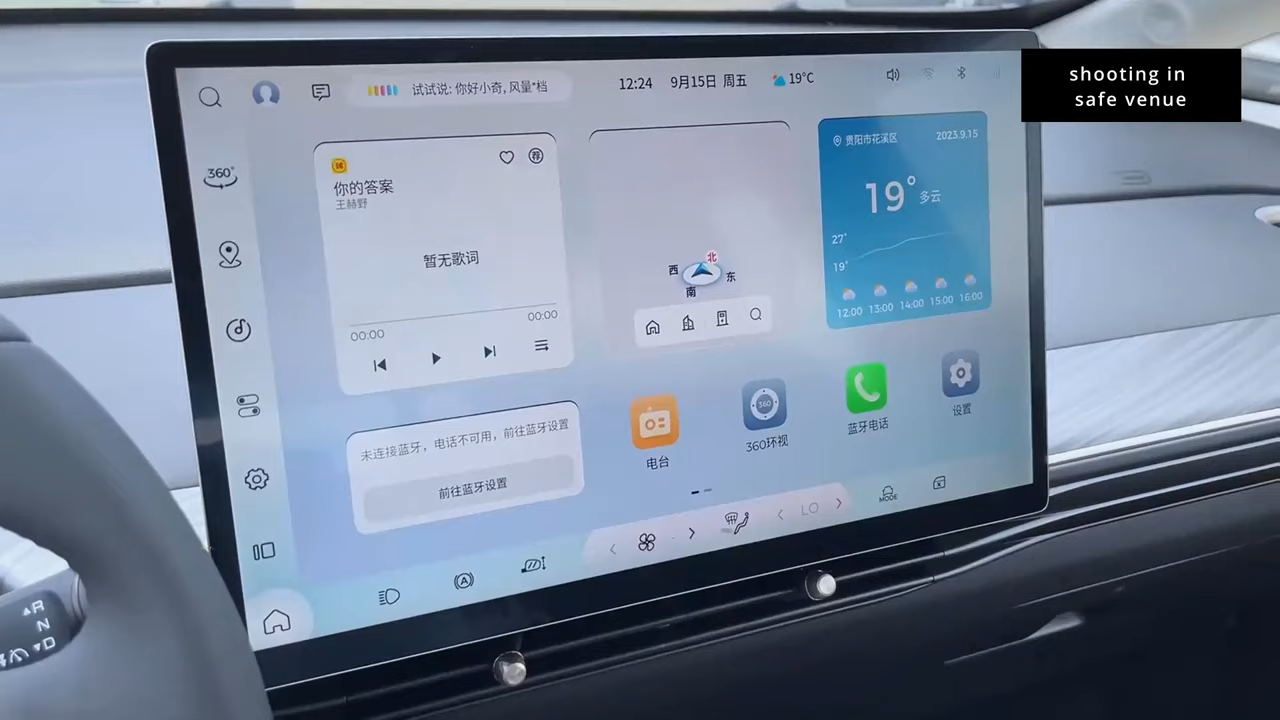 shooting in
safe venue
试试说: 你好小奇, 风量*档
12:24 9月15日 周五 19°C
360°
你的答案
王赫野
荐
暂无歌词
00:00 00:00
北
西 东
南
贵阳市花溪区 2023.9.15
19° 多云
27°
19°
12:00 13:00 14:00 15:00 16:00
未连接蓝牙，电话不可用，前往蓝牙设置
前往蓝牙设置
电台
360
360环视
蓝牙电话
设置
LO
MODE
A
R
N
D